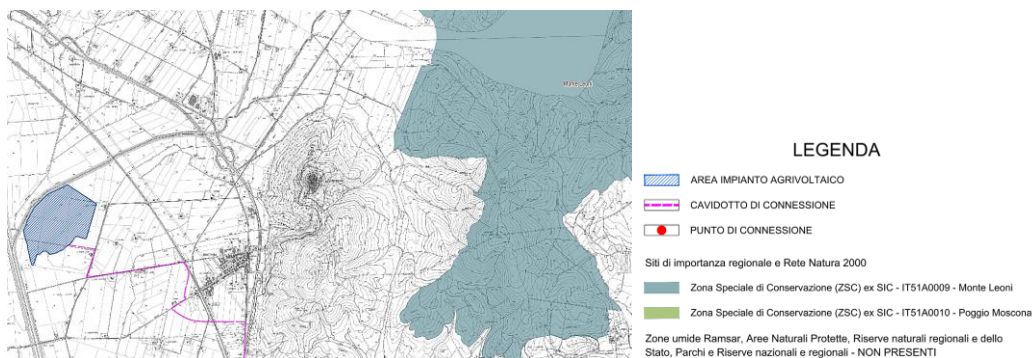 Monte Leoni
LEGENDA
AREA IMPIANTO AGRIVOLTAICO
CAVIDOTTO DI CONNESSIONE
PUNTO DI CONNESSIONE
Siti di importanza regionale e Rete Natura 2000
Zona Speciale di Conservazione (ZSC) ex SIC - IT51A0009 - Monte Leoni
Zona Speciale di Conservazione (ZSC) ex SIC - IT51A0010 - Poggio Moscona
Zone umide Ramsar, Aree Naturali Protette, Riserve naturali regionali e dello
Stato, Parchi e Riserve nazionali e regionali - NON PRESENTI